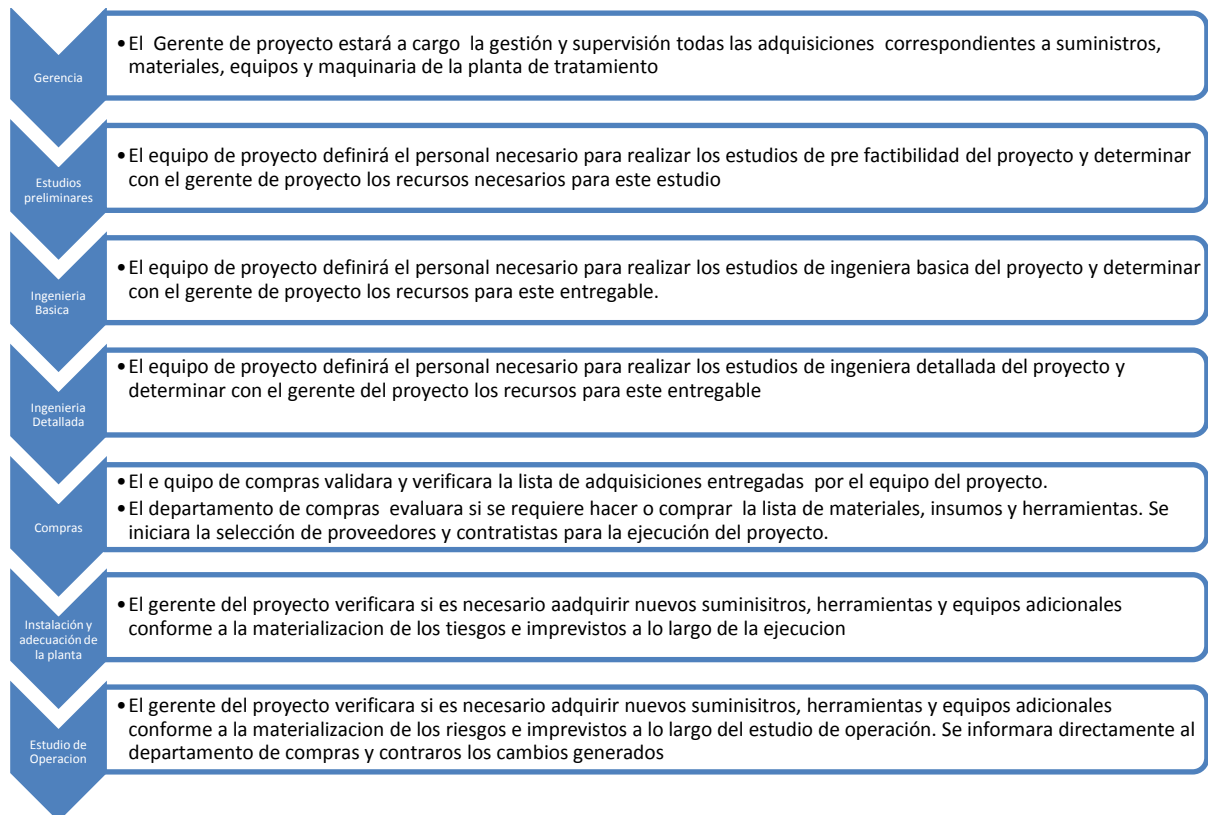 Gerencia
•El  Gerente de proyecto estará a cargo  la gestión y supervisión todas las adquisiciones  correspondientes a suministros,
materiales, equipos y maquinaria de la planta de tratamiento
Estudios
preliminares
•El equipo de proyecto definirá el personal necesario para realizar los estudios de pre factibilidad del proyecto y determinar
con el gerente de proyecto los recursos necesarios para este estudio
Ingenieria
Basica
•El equipo de proyecto definirá el personal necesario para realizar los estudios de ingeniera basica del proyecto y determinar
con el gerente de proyecto los recursos para este entregable.
Ingenieria
Detallada
•El equipo de proyecto definirá el personal necesario para realizar los estudios de ingeniera detallada del proyecto y
determinar con el gerente del proyecto los recursos para este entregable
Compras
•El e quipo de compras validara y verificara la lista de adquisiciones entregadas  por el equipo del proyecto.
•El departamento de compras  evaluara si se requiere hacer o comprar  la lista de materiales, insumos y herramientas. Se
iniciara la selección de proveedores y contratistas para la ejecución del proyecto.
Instalación y
adecuación de
la planta
•El gerente del proyecto verificara si es necesario aadquirir nuevos suminisitros, herramientas y equipos adicionales
conforme a la materializacion de los tiesgos e imprevistos a lo largo de la ejecucion
Estudio de
Operacion
•El gerente del proyecto verificara si es necesario adquirir nuevos suminisitros, herramientas y equipos adicionales
conforme a la materializacion de los riesgos e imprevistos a lo largo del estudio de operación. Se informara directamente al
departamento de compras y contraros los cambios generados